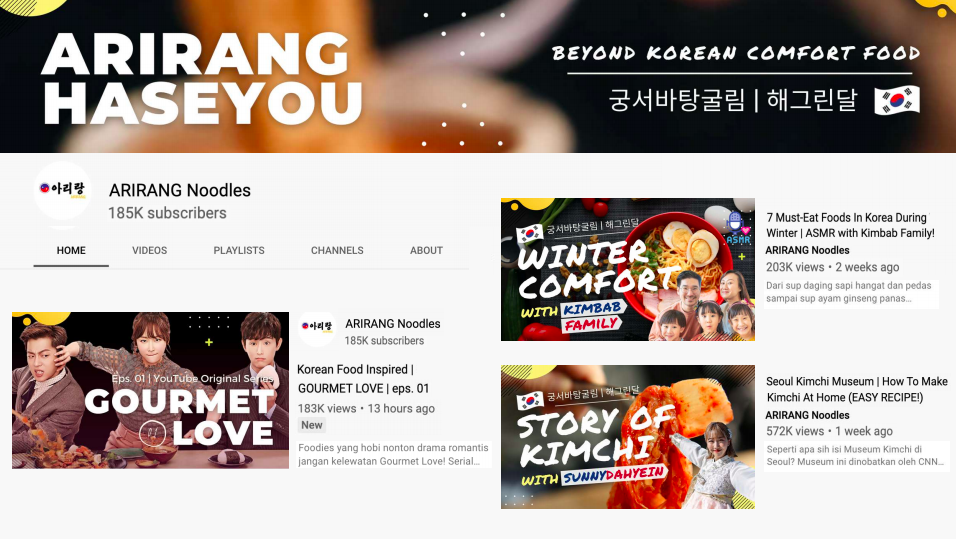 ARIRANG
HASEYOU
BEYOND KOREAN COMFORT FOOD
궁서바탕굴림 | 해그린달
아리랑
ARIRANG Noodles
185K subscribers
HOME VIDEOS PLAYLISTS CHANNELS ABOUT
Eps. 01 | YouTube Original Series
GOURMET
01 LOVE
아리랑
ARIRANG Noodles
185K subscribers
Korean Food Inspired |
GOURMET LOVE | eps. 01
183K views • 13 hours ago
New
Foodies yang hobi nonton drama romantis
jangan kelewatan Gourmet Love! Serial...
궁서바탕굴림 | 해그린달
WINTER
COMFORT
WITH KIMBAB
FAMILY
ASMR
7 Must-Eat Foods In Korea During
Winter | ASMR with Kimbab Family!
ARIRANG Noodles
203K views • 2 weeks ago
Dari sup daging sapi hangat dan pedas
sampai sup ayam ginseng panas...
궁서바탕굴림 | 해그린달
STORY OF
KIMCHI
WITH SUNNYDAHYEIN
Seoul Kimchi Museum | How To Make
Kimchi At Home (EASY RECIPE!)
ARIRANG Noodles
572K views • 1 week ago
Seperti apa sih isi Museum Kimchi di
Seoul? Museum ini dinobatkan oleh CNN...